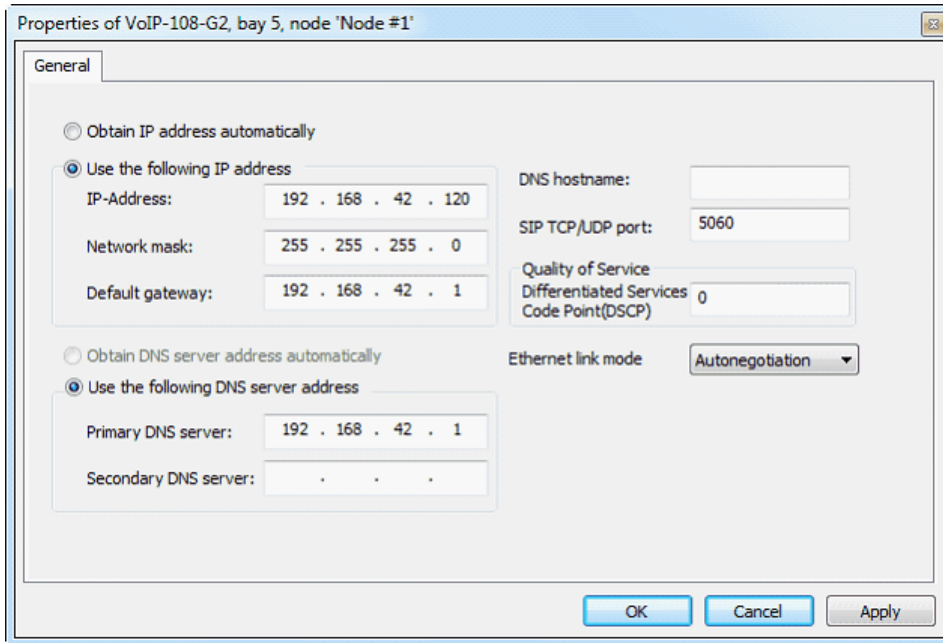 Properties of VoIP-108-G2, bay 5, node 'Node #1'
General
Obtain IP address automatically
Use the following IP address
IP-Address: 192 . 168 . 42 . 120
Network mask: 255 . 255 . 255 . 0
Default gateway: 192 . 168 . 42 . 1
Obtain DNS server address automatically
Use the following DNS server address
Primary DNS server: 192 . 168 . 42 . 1
Secondary DNS server: . . .
DNS hostname:
SIP TCP/UDP port: 5060
Quality of Service
Differentiated Services
Code Point(DSCP) 0
Ethernet link mode Autonegotiation
OK Cancel Apply